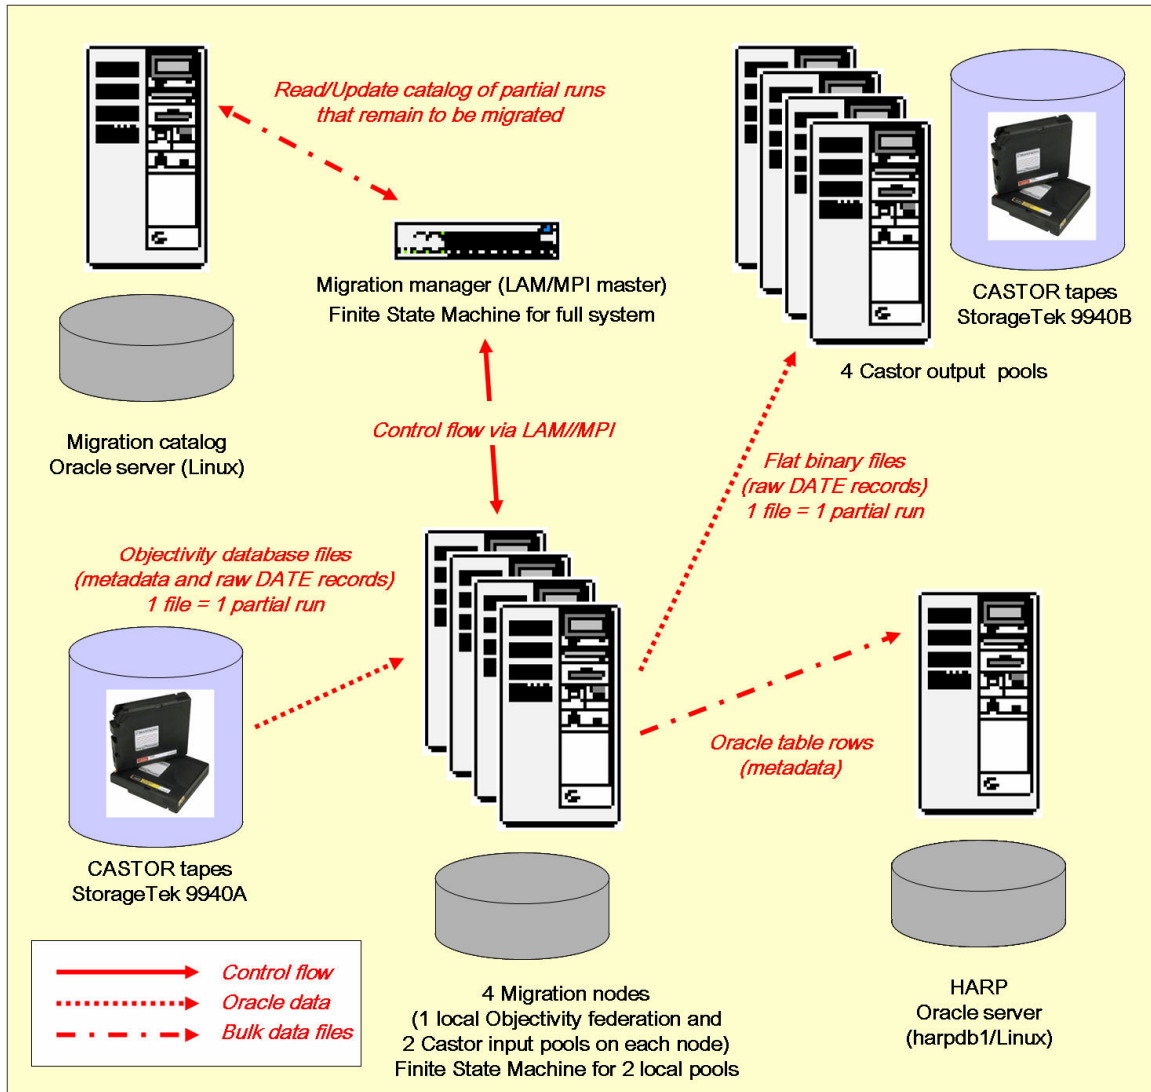 Read/Update catalog of partial runs
that remain to be migrated
Migration manager (LAM/MPI master)
Finite State Machine for full system
CASTOR tapes
StorageTek 9940B
4 Castor output pools
Migration catalog
Oracle server (Linux)
Control flow via LAM//MPI
Flat binary files
(raw DATE records)
1 file = 1 partial run
Objectivity database files
(metadata and raw DATE records)
1 file = 1 partial run
Oracle table rows
(metadata)
CASTOR tapes
StorageTek 9940A
Control flow
Oracle data
Bulk data files
4 Migration nodes
(1 local Objectivity federation and
2 Castor input pools on each node)
Finite State Machine for 2 local pools
HARP
Oracle server
(harpdb1/Linux)